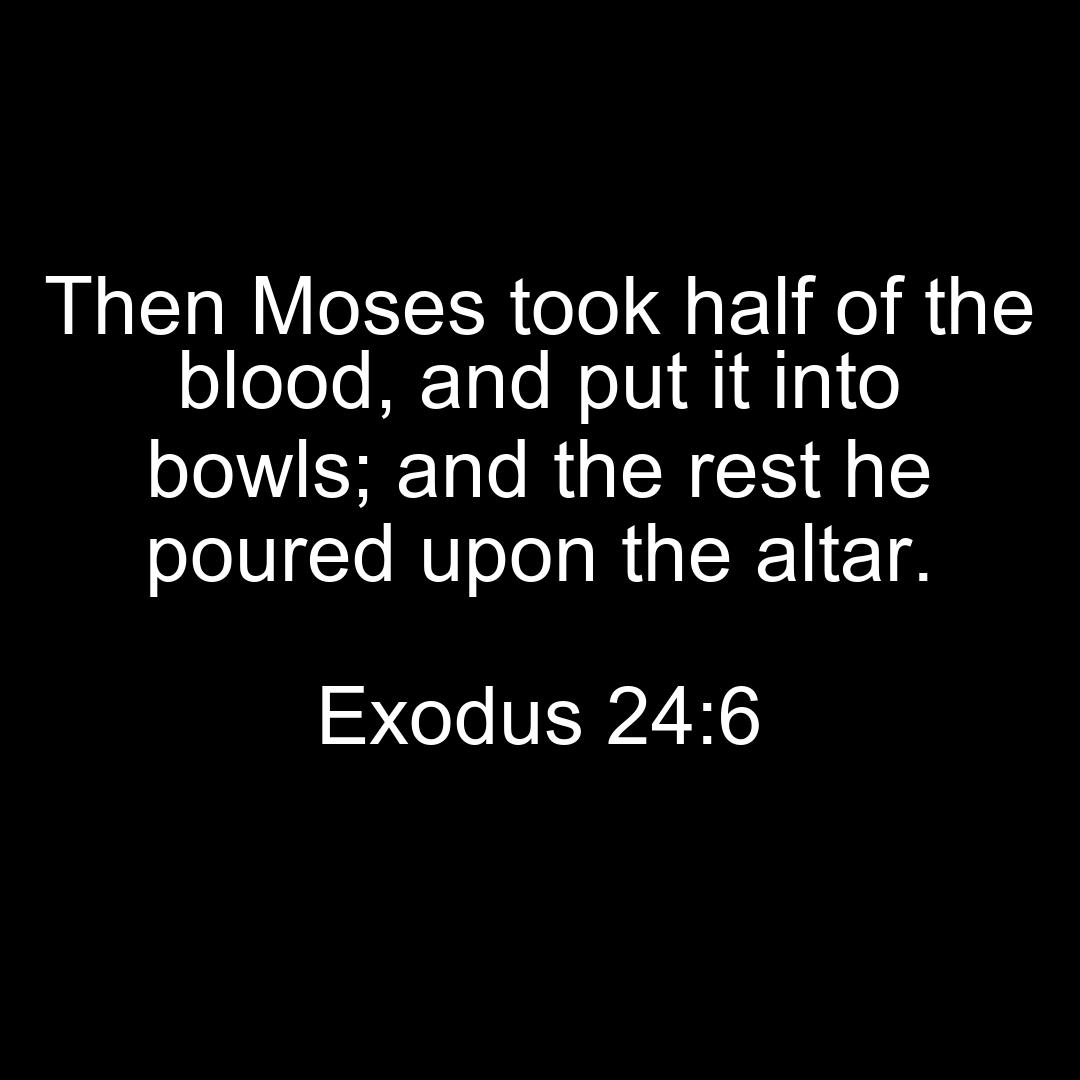 Then Moses took half of the
blood, and put it into
bowls; and the rest he
poured upon the altar.
Exodus 24:6